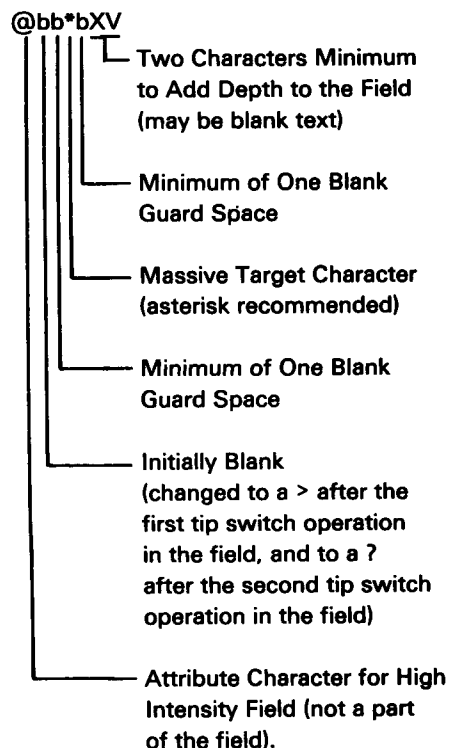 @bb*bXV
Two Characters Minimum
to Add Depth to the Field
(may be blank text)
Minimum of One Blank
Guard Space
Massive Target Character
(asterisk recommended)
Minimum of One Blank
Guard Space
Initially Blank
(changed to a > after the
first tip switch operation
in the field, and to a ?
after the second tip switch
operation in the field)
Attribute Character for High
Intensity Field (not a part
of the field).